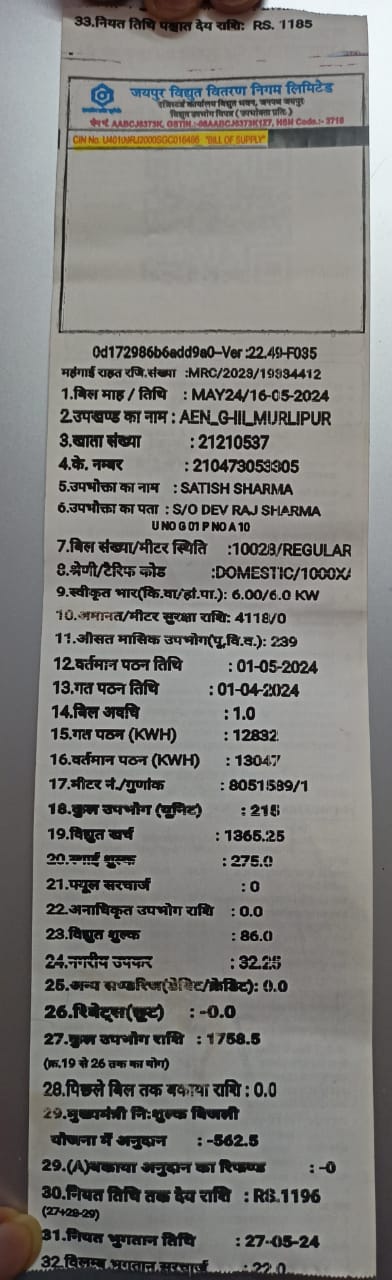 33.नियत तिथि पश्चात देय राशि: RS. 1185
जयपुर विद्युत वितरण निगम लिमिटेड
रजिस्टर्ड कार्यालय विद्युत भवन, जनपथ जयपुर
विद्युत उपभोग विपत्र (उपभोक्ता प्रति)
AABCJ6373K, GSTIN :-08AABCJ6373K1Z7, HSN Code.:- 2716
CIN No. U40109RJ2000SGC016486 "BILL OF SUPPLY"
0d172986b6add9a0-Ver :22.49-F035
महंगाई राहत रजि.संख्या :MRC/2023/19334412
1.बिल माह / तिथि : MAY24/16-05-2024
2.उपखण्ड का नाम : AEN_G-III_MURLIPUR
3.खाता संख्या : 21210537
4.के. नम्बर : 210473053305
5.उपभोक्ता का नाम : SATISH SHARMA
6.उपभोक्ता का पता : S/O DEV RAJ SHARMA
U NO G 01 P NO A 10
7.बिल संख्या/मीटर स्थिति :10028/REGULAR
8.श्रेणी/टैरिफ कोड :DOMESTIC/1000X/
9.स्वीकृत भार(कि.वा/हॉ.पा.): 6.00/6.0 KW
10.अमानत/मीटर सुरक्षा राशि: 4118/0
11.औसत मासिक उपभोग(पू.वि.व.): 239
12.वर्तमान पठन तिथि : 01-05-2024
13.गत पठन तिथि : 01-04-2024
14.बिल अवधि : 1.0
15.गत पठन (KWH) : 12832
16.वर्तमान पठन (KWH) : 13047
17.मीटर नं./गुणांक : 8051589/1
18.कुल उपभोग (यूनिट) : 215
19.विद्युत खर्च : 1365.25
20.स्थाई शुल्क : 275.0
21.फ्यूल सरचार्ज : 0
22.अनाधिकृत उपभोग राशि : 0.0
23.विद्युत शुल्क : 86.0
24.नगरीय उपकर : 32.25
25.अन्य सण्डरिज(डेबिट/क्रेडिट): 0.0
26.रिबेट्स(छूट) : -0.0
27.कुल उपभोग राशि : 1758.5
(क्र.19 से 26 तक का योग)
28.पिछले बिल तक बकाया राशि : 0.0
29.मुख्यमंत्री निःशुल्क बिजली
योजना में अनुदान : -562.5
29.(A)बकाया अनुदान का रिफण्ड : -0
30.नियत तिथि तक देय राशि : RS.1196
(27+28-29)
31.नियत भुगतान तिथि : 27-05-24
32.विलम्ब भुगतान सरचार्ज : 22.0